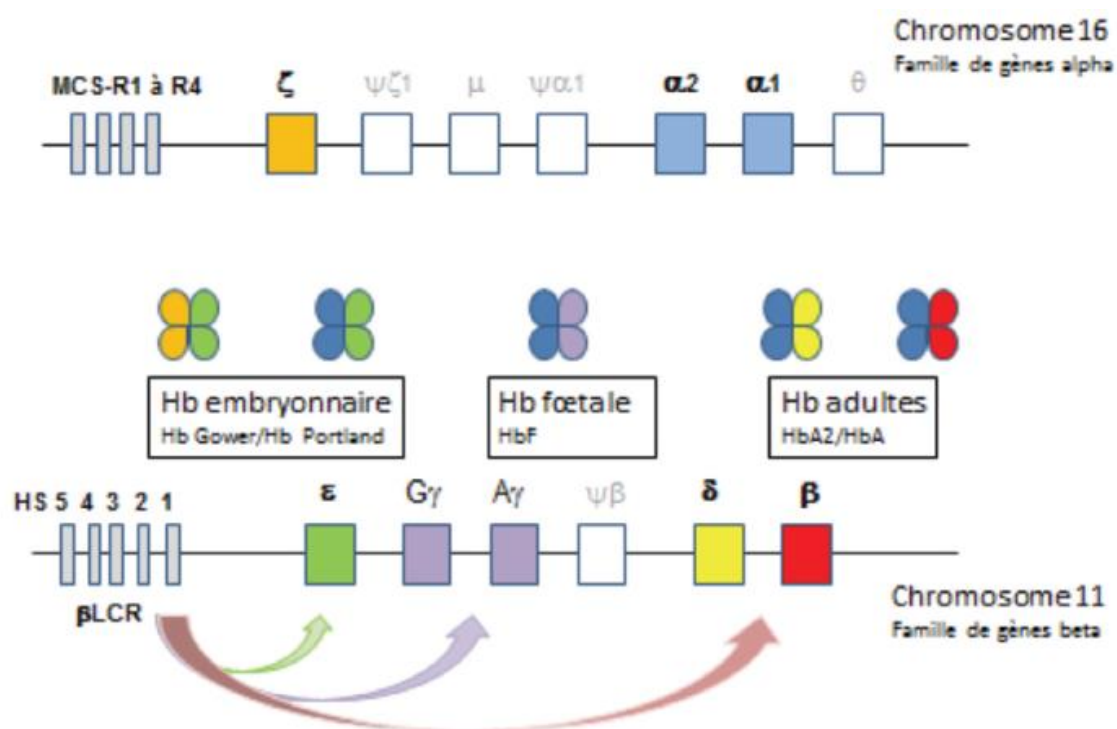 Chromosome 16
Famille de gènes alpha
MCS-R1 à R4
ζ ψζ1 μ ψα1 α2 α1 θ
Hb embryonnaire
Hb Gower/Hb Portland
Hb fœtale
HbF
Hb adultes
HbA2/HbA
HS 5 4 3 2 1
ε Gγ Aγ ψβ δ β
βLCR
Chromosome 11
Famille de gènes beta